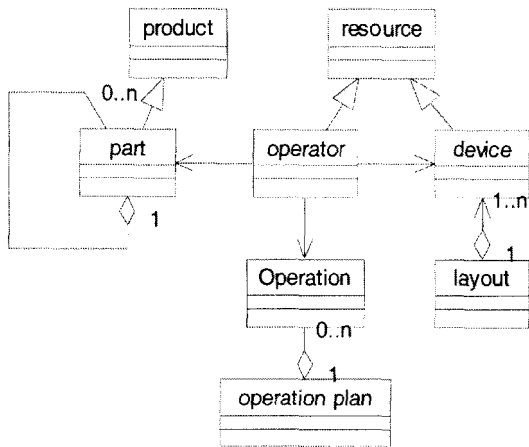 product
resource
0..n
part
operator
device
1
1..n
1
Operation
layout
0..n
1
operation plan